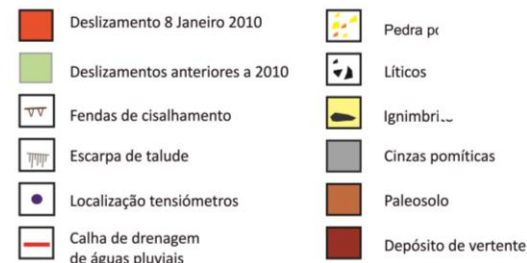 Deslizamento 8 Janeiro 2010
Deslizamentos anteriores a 2010
Fendas de cisalhamento
Escarpa de talude
Localização tensiómetros
Calha de drenagem
de águas pluviais
Pedra
Líticos
Cinzas pomíticas
Paleosolo
Depósito de vertente